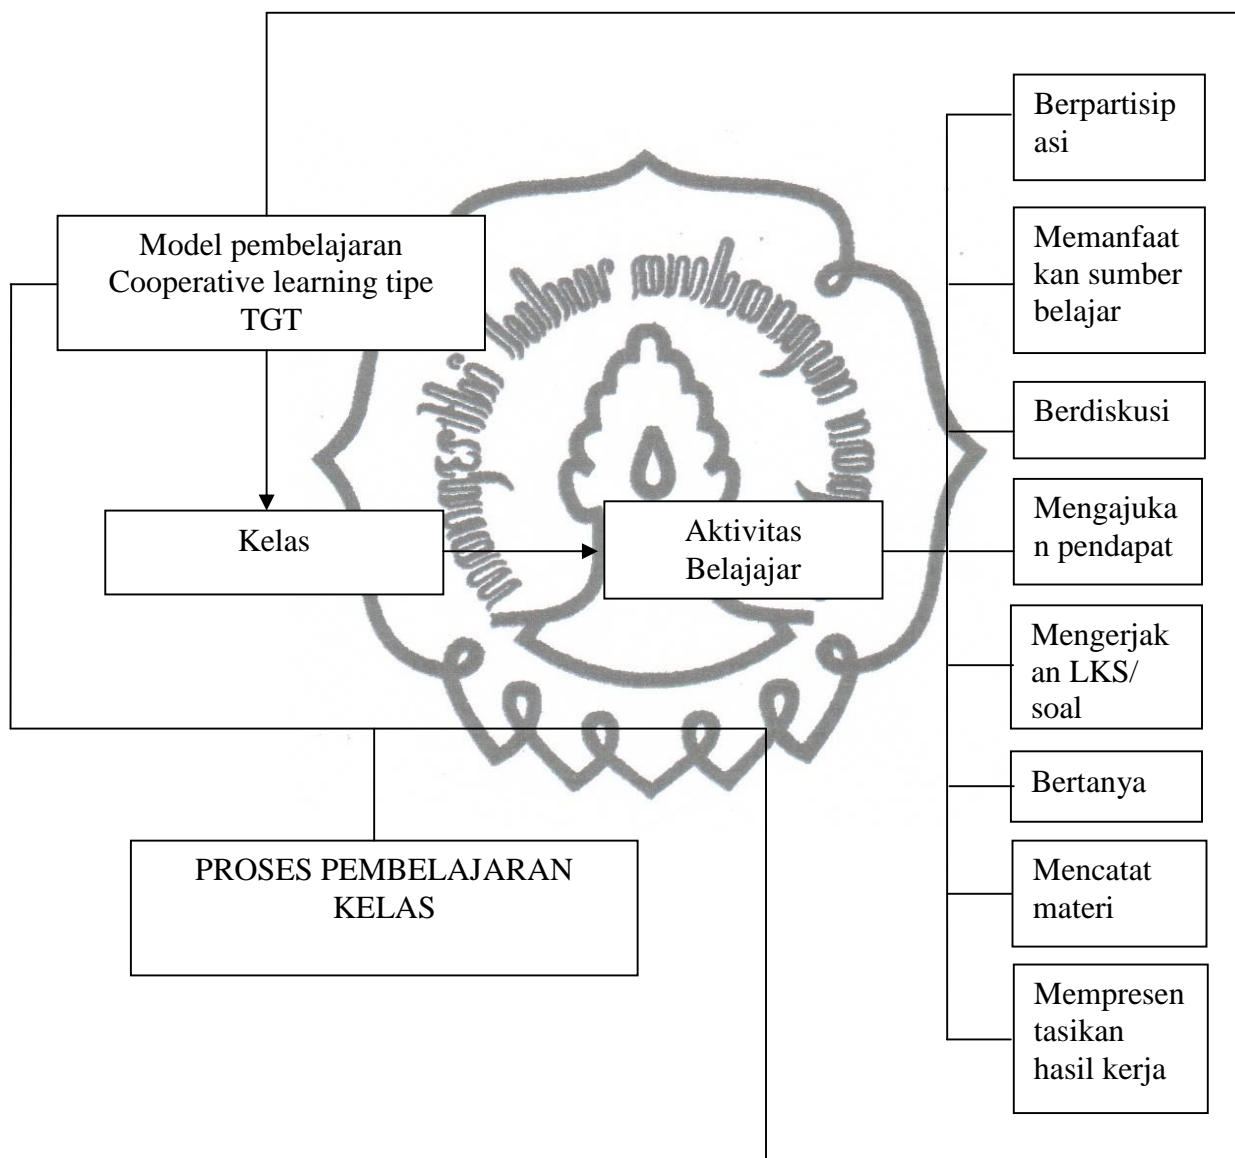 Berpartisip
asi
Model pembelajaran
Cooperative learning tipe
TGT
Memanfaat
kan sumber
belajar
Berdiskusi
Kelas
Aktivitas
Belajajar
Mengajuka
n pendapat
Mengerjak
an LKS/
soal
Bertanya
PROSES PEMBELAJARAN
KELAS
Mencatat
materi
Mempresen
tasikan
hasil kerja